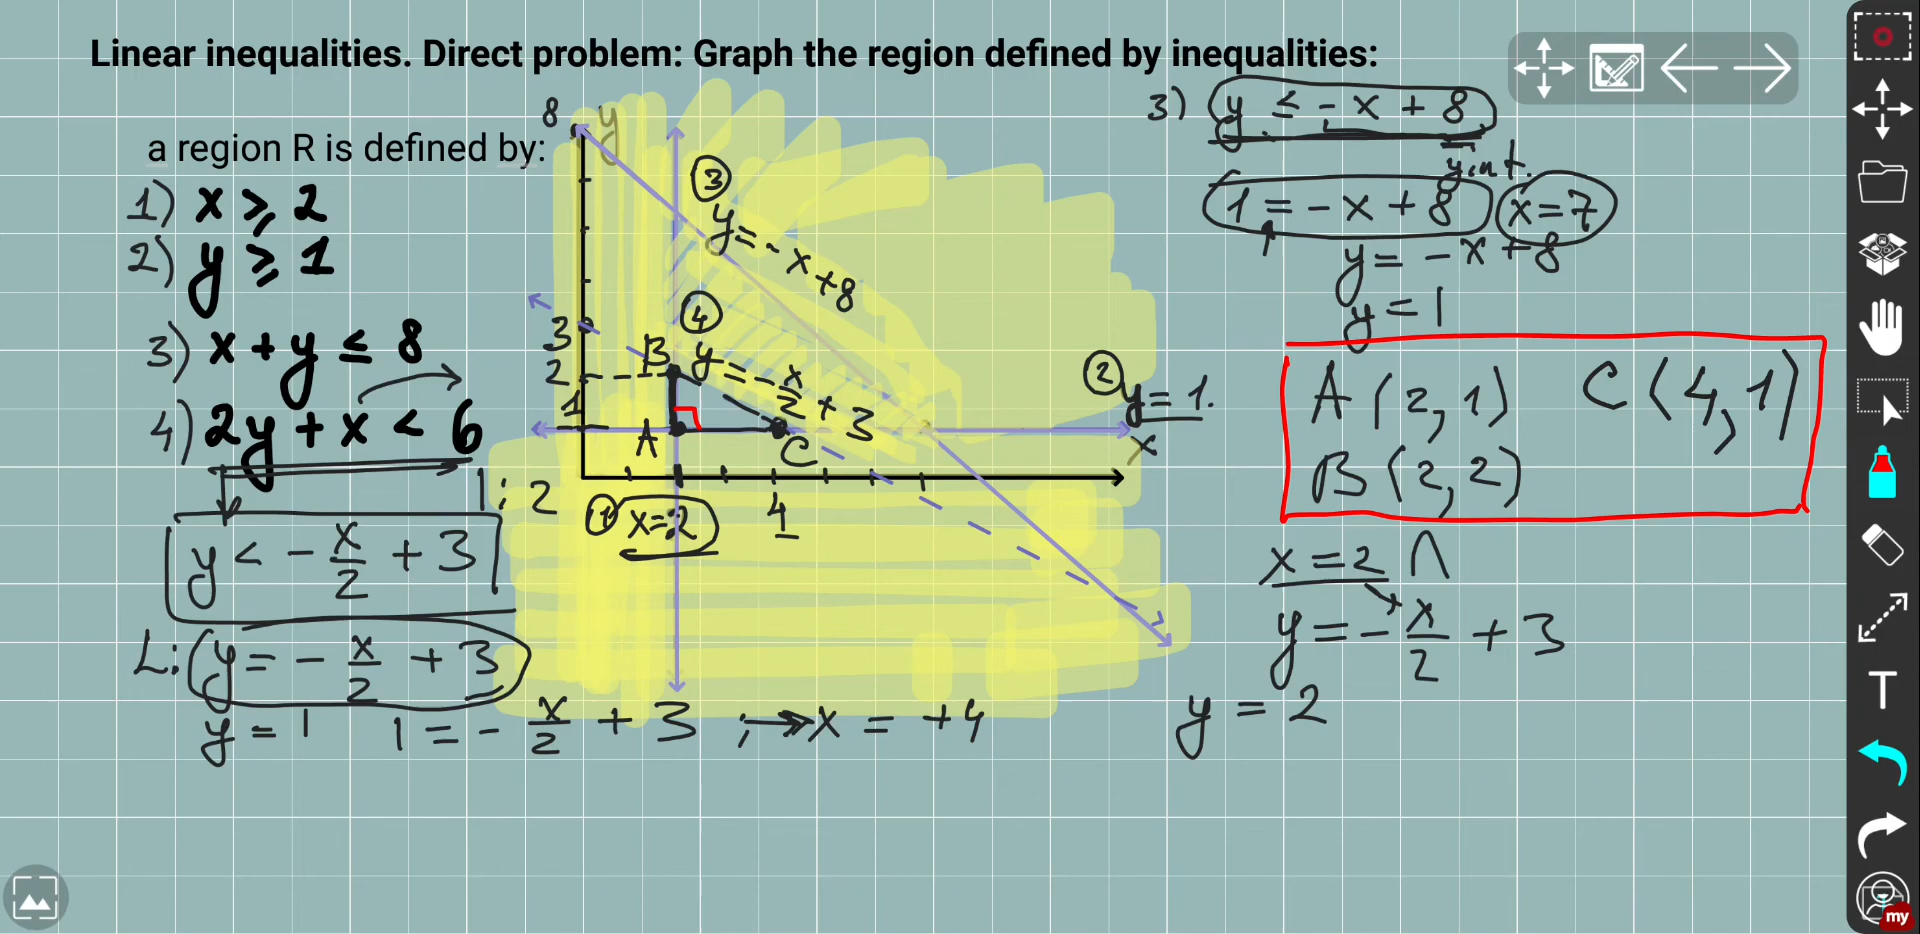 Linear inequalities. Direct problem: Graph the region defined by inequalities:
a region R is defined by:
1) x ≥ 2
2) y ≥ 1
3) x + y ≤ 8
4) 2y + x < 6
1 : 2
y < - x/2 + 3
L: y = - x/2 + 3
y = 1   1 = - x/2 + 3 ; → x = +4
8
y
3
2
1
③
y = - x + 8
④
y = - x/2 + 3
B
A
C
② y = 1.
x
① x = 2
4
3) y ≤ - x + 8
y int.
1 = - x + 8   x = 7
y = - x + 8
y = 1
A (2, 1)   C (4, 1)
B (2, 2)
x = 2 ∩
y = - x/2 + 3
y = 2
T
my